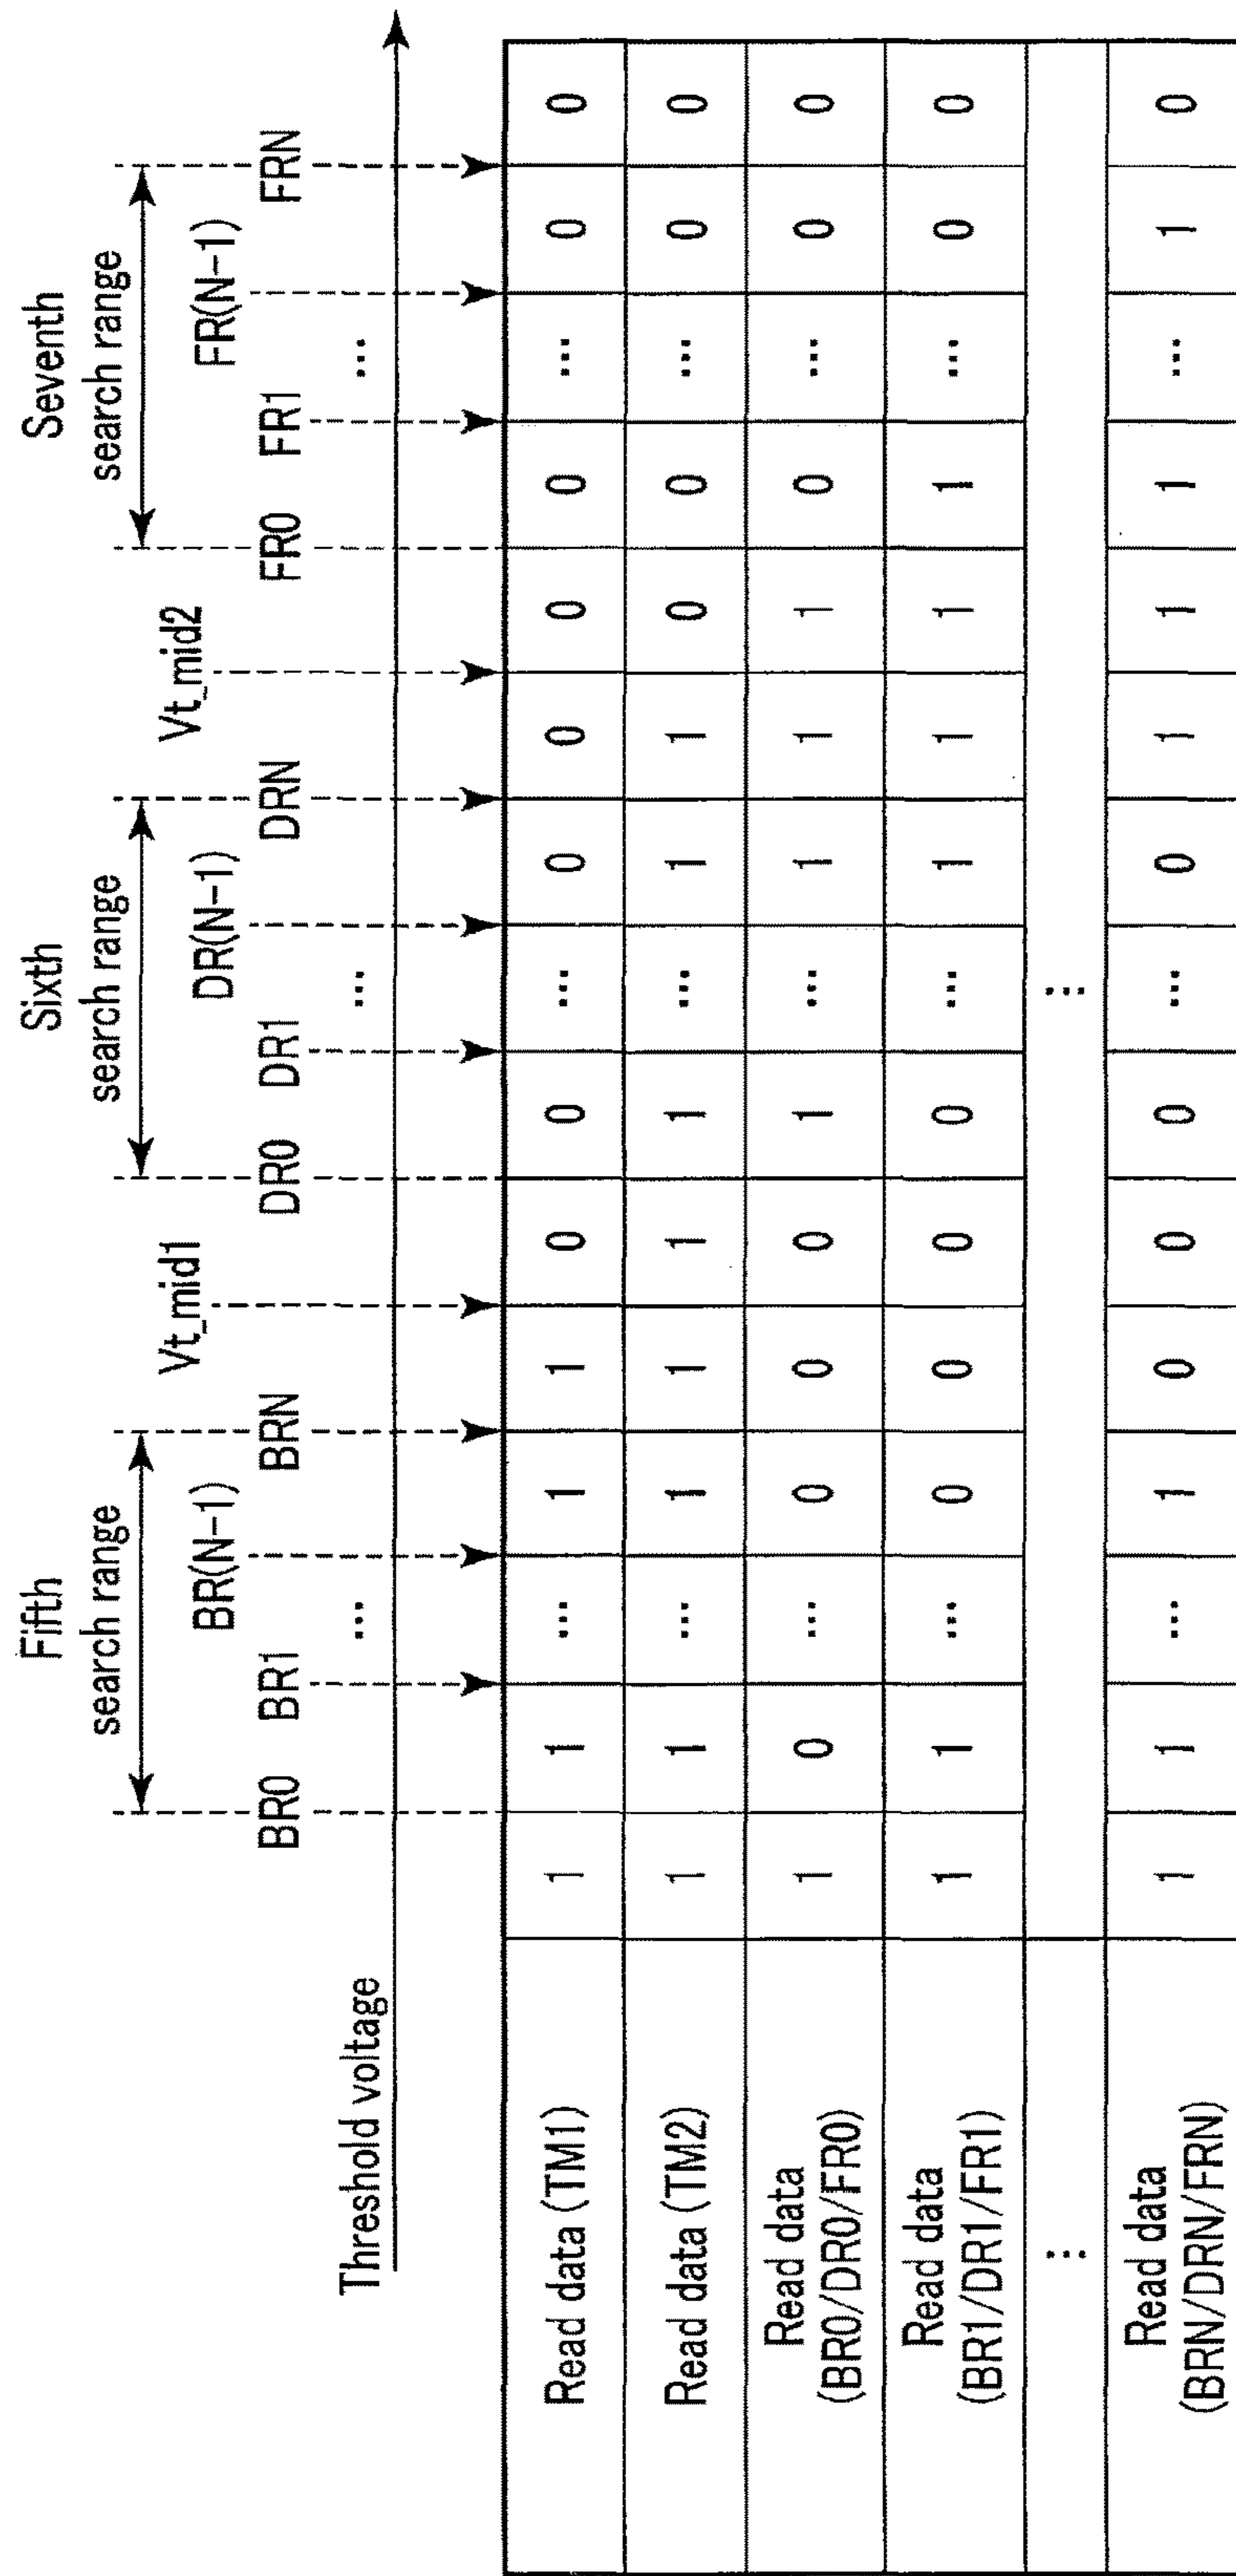 Fifth
search range
Sixth
search range
Seventh
search range
BR(N-1) Vt_mid1 DR(N-1) Vt_mid2 FR(N-1)
BR0 BR1 BRN DR0 DR1 DRN FR0 FR1 FRN
Threshold voltage ... ... ...
Read data (TM1) 1 1 ... 1 1 0 0 ... 0 0 0 0 ... 0 0
Read data (TM2) 1 1 ... 1 1 1 1 ... 1 1 0 0 ... 0 0
Read data
(BR0/DR0/FR0) 1 0 ... 0 0 0 1 ... 1 1 1 0 ... 0 0
Read data
(BR1/DR1/FR1) 1 1 ... 0 0 0 0 ... 1 1 1 1 ... 0 0
... ...
Read data
(BRN/DRN/FRN) 1 1 ... 1 0 0 0 ... 0 1 1 1 ... 1 0